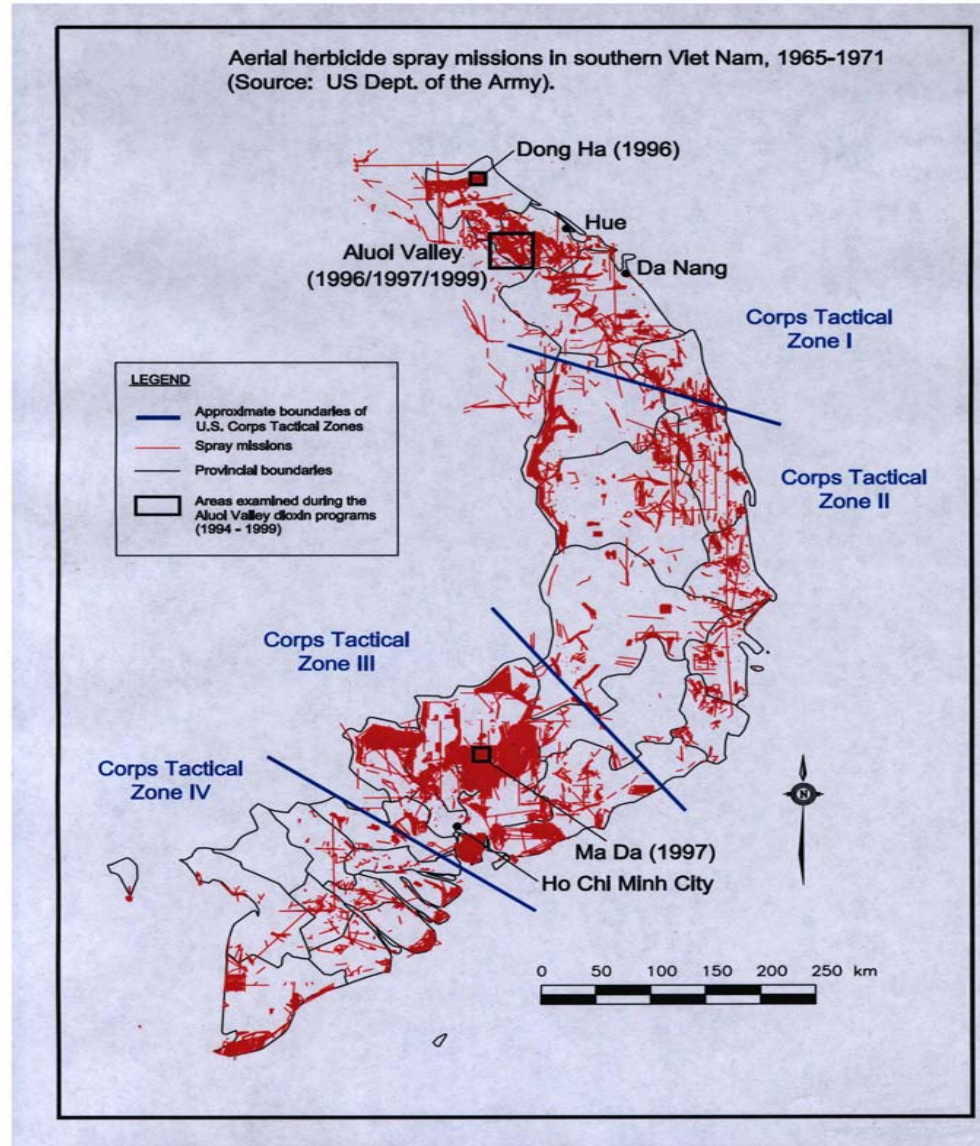 Aerial herbicide spray missions in southern Viet Nam, 1965-1971
(Source: US Dept. of the Army).
Dong Ha (1996)
Hue
Aluoi Valley
(1996/1997/1999)
Da Nang
Corps Tactical
Zone I
LEGEND
Approximate boundaries of
U.S. Corps Tactical Zones
Spray missions
Provincial boundaries
Areas examined during the
Aluoi Valley dioxin programs
(1994 - 1999)
Corps Tactical
Zone II
Corps Tactical
Zone III
Corps Tactical
Zone IV
N
Ma Da (1997)
Ho Chi Minh City
0 50 100 150 200 250 km